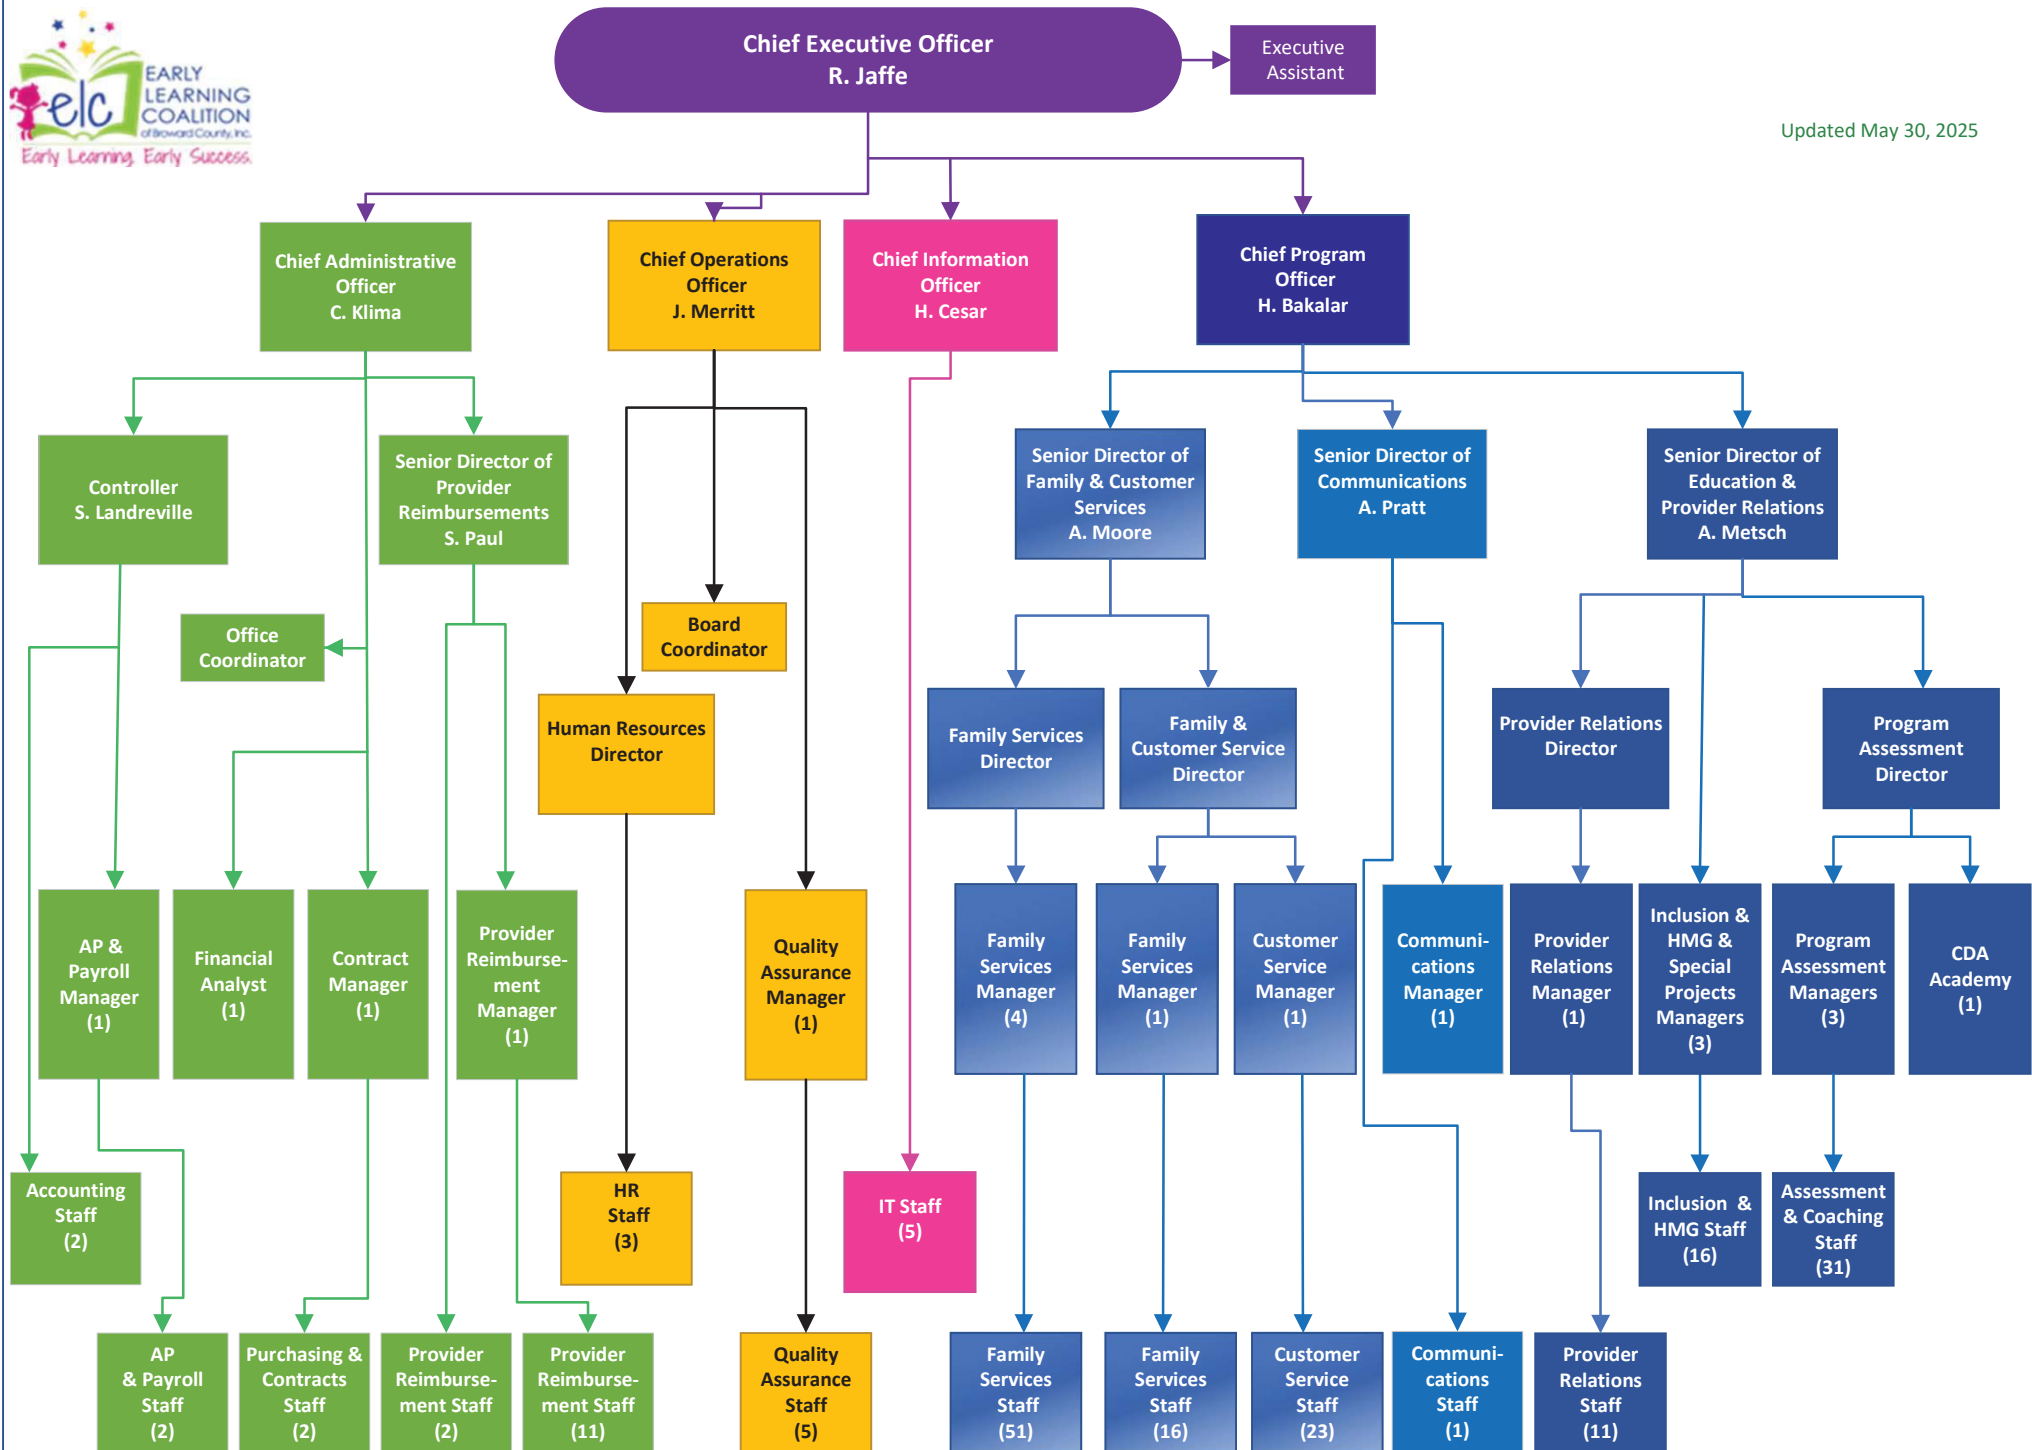 Chief Executive Officer
R. Jaffe
Executive
Assistant
elc
EARLY
LEARNING
COALITION
of Broward County, Inc.
Early Learning. Early Success.
Updated May 30, 2025
Chief Administrative
Officer
C. Klima
Chief Operations
Officer
J. Merritt
Chief Information
Officer
H. Cesar
Chief Program
Officer
H. Bakalar
Controller
S. Landreville
Senior Director of
Provider
Reimbursements
S. Paul
Senior Director of
Family & Customer
Services
A. Moore
Senior Director of
Communications
A. Pratt
Senior Director of
Education &
Provider Relations
A. Metsch
Office
Coordinator
Board
Coordinator
Human Resources
Director
Family Services
Director
Family &
Customer Service
Director
Provider Relations
Director
Program
Assessment
Director
AP &
Payroll
Manager
(1)
Financial
Analyst
(1)
Contract
Manager
(1)
Provider
Reimburse-
ment
Manager
(1)
Quality
Assurance
Manager
(1)
Family
Services
Manager
(4)
Family
Services
Manager
(1)
Customer
Service
Manager
(1)
Communi-
cations
Manager
(1)
Provider
Relations
Manager
(1)
Inclusion &
HMG &
Special
Projects
Managers
(3)
Program
Assessment
Managers
(3)
CDA
Academy
(1)
Accounting
Staff
(2)
HR
Staff
(3)
IT Staff
(5)
Inclusion &
HMG Staff
(16)
Assessment
& Coaching
Staff
(31)
AP
& Payroll
Staff
(2)
Purchasing &
Contracts
Staff
(2)
Provider
Reimburse-
ment Staff
(2)
Provider
Reimburse-
ment Staff
(11)
Quality
Assurance
Staff
(5)
Family
Services
Staff
(51)
Family
Services
Staff
(16)
Customer
Service
Staff
(23)
Communi-
cations
Staff
(1)
Provider
Relations
Staff
(11)